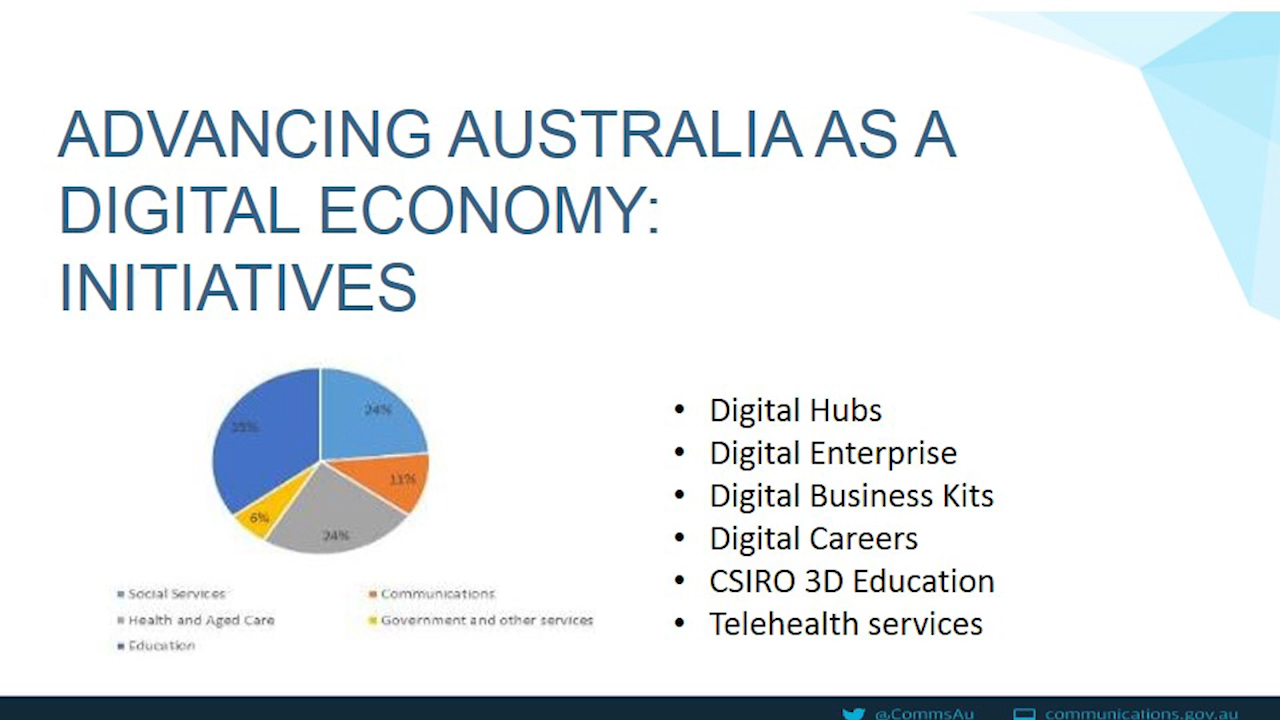 ADVANCING AUSTRALIA AS A
DIGITAL ECONOMY:
INITIATIVES
24%
35%
11%
6%
24%
Social Services
Communications
Health and Aged Care
Government and other services
Education
• Digital Hubs
• Digital Enterprise
• Digital Business Kits
• Digital Careers
• CSIRO 3D Education
• Telehealth services
@CommsAu
communications.gov.au